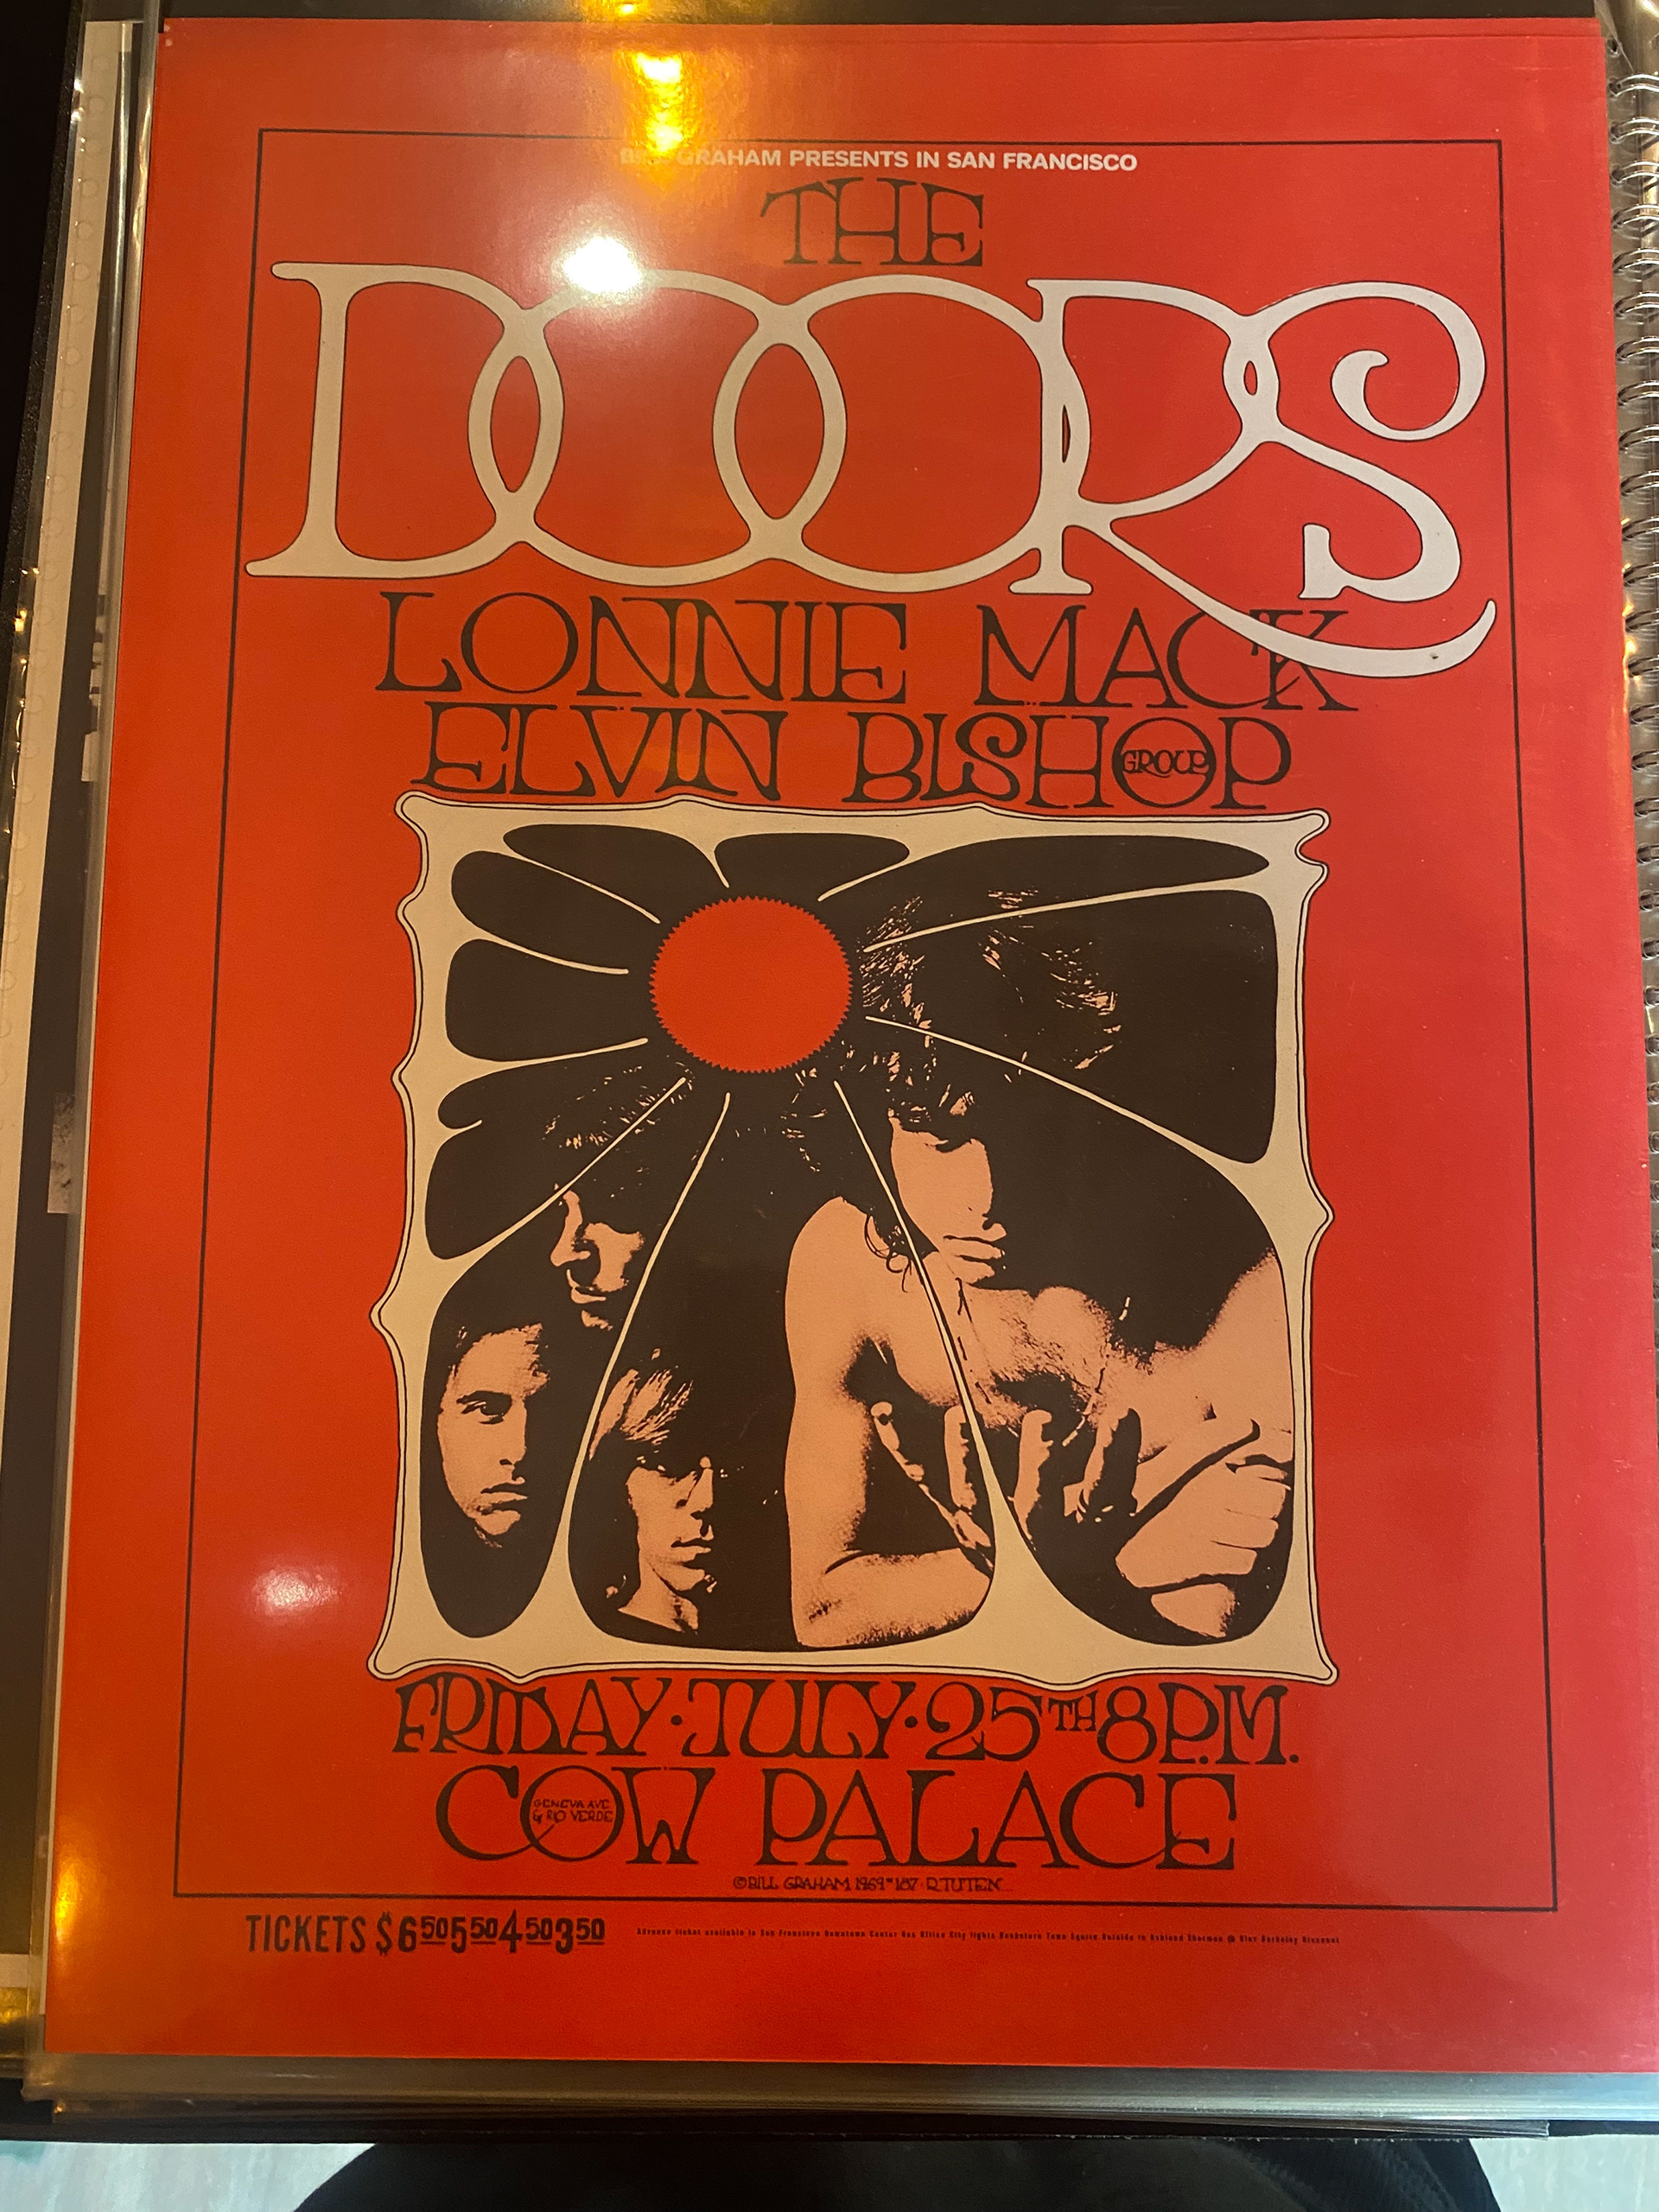 GRAHAM PRESENTS IN SAN FRANCISCO
THE
DOORS
LONNIE MACK
ELVIN BISHOP
GROUP
FRIDAY·JULY·25TH 8P.M.
COW PALACE
GENEVA AVE.
& RIO VERDE
©BILL GRAHAM 1969 #187 R.TUTEN
TICKETS $6.50 5.50 4.50 3.50